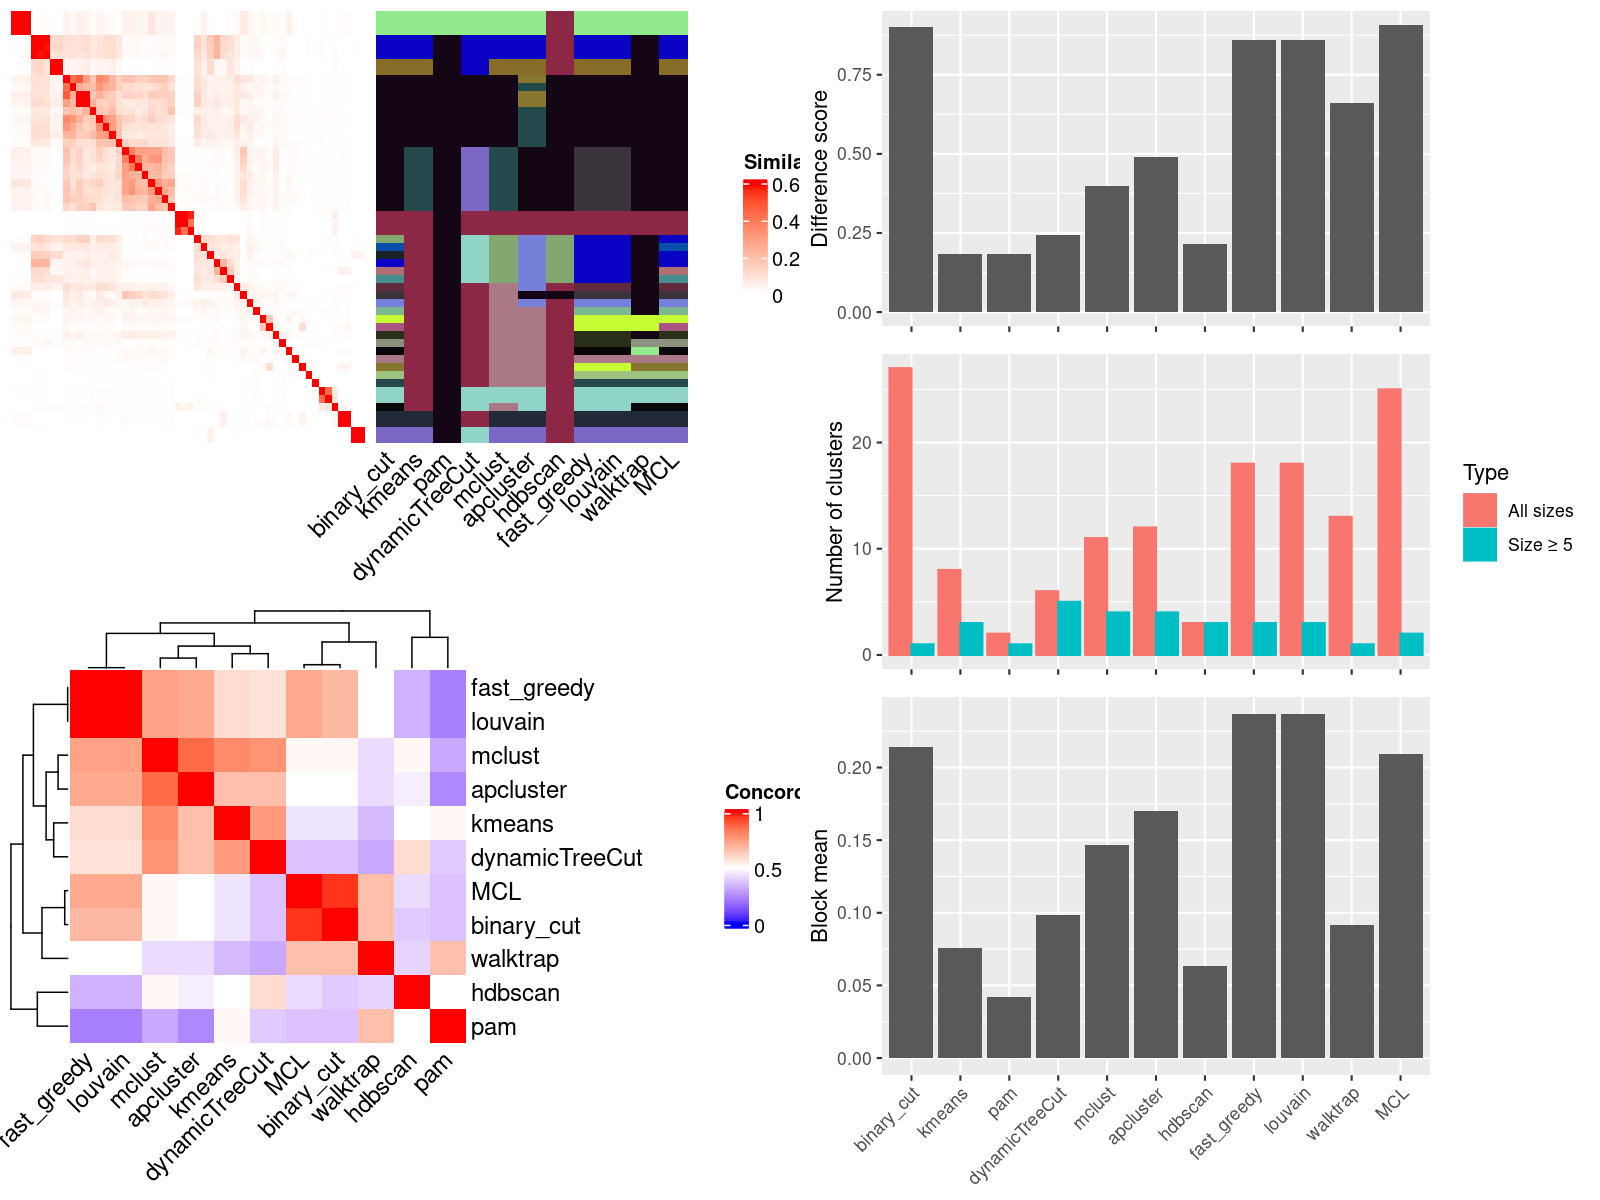 Simila
0.6
0.4
0.2
0
binary_cut
kmeans
pam
dynamicTreeCut
mclust
apcluster
hdbscan
fast_greedy
louvain
walktrap
MCL
fast_greedy
louvain
mclust
apcluster
kmeans
dynamicTreeCut
MCL
binary_cut
walktrap
hdbscan
pam
Concord
1
0.5
0
fast_greedy
louvain
mclust
apcluster
kmeans
dynamicTreeCut
MCL
binary_cut
walktrap
hdbscan
pam
Difference score
0.75
0.50
0.25
0.00
Number of clusters
20
10
0
Type
All sizes
Size ≥ 5
Block mean
0.20
0.15
0.10
0.05
0.00
binary_cut
kmeans
pam
dynamicTreeCut
mclust
apcluster
hdbscan
fast_greedy
louvain
walktrap
MCL